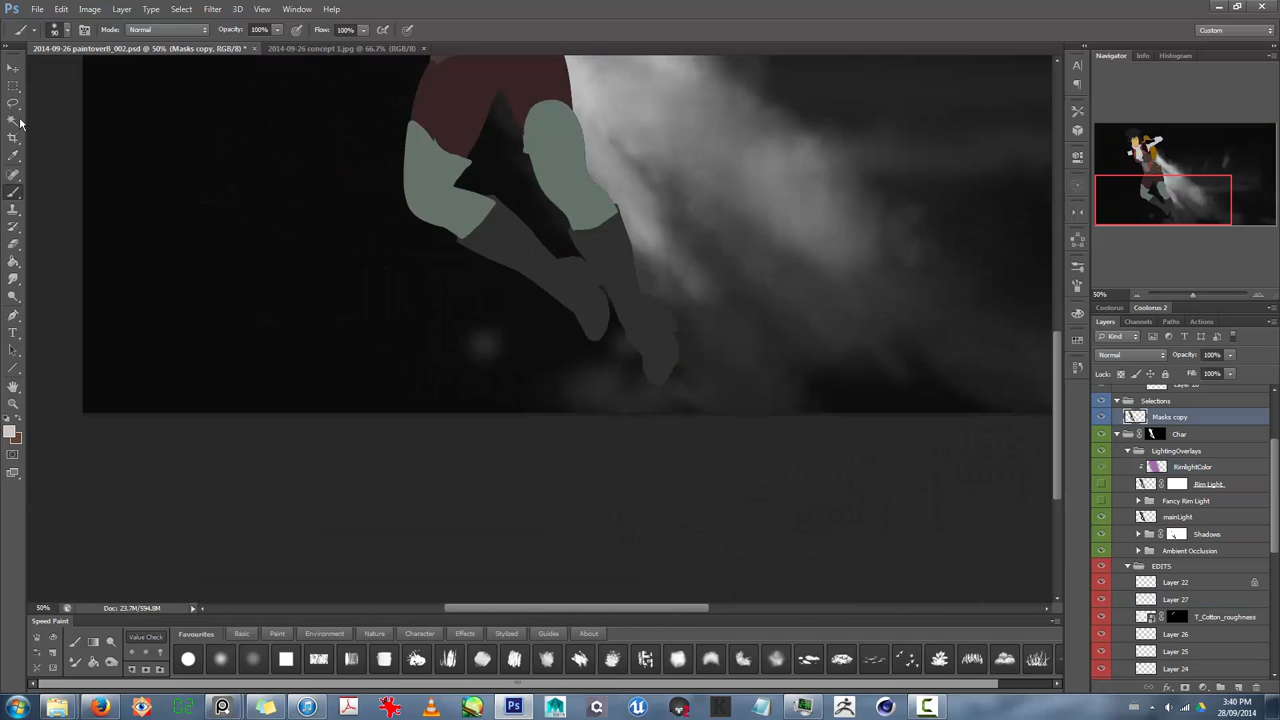 File Edit Image Layer Type Select Filter 3D View Window Help
90 Mode: Normal Opacity: 100% Flow: 100% Custom
2014-09-26 paintoverB_002.psd @ 50% (Masks copy, RGB/8) * × 2014-09-26 concept 1.jpg @ 66.7% (RGB/8) ×
Navigator Histogram Info
50%
Coolorus Coolorus 2
Layers Channels Paths Actions
Kind
Normal Opacity: 100%
Lock: Fill: 100%
Selections
Masks copy
Char
LightingOverlays
RimlightColor
Rim Light
Fancy Rim Light
mainLight
Shadows
Ambient Occlusion
EDITS
Layer 22
Layer 27
T_Cotton_roughness
Layer 26
Layer 25
Layer 24
50% Doc: 23.7M/594.8M
Speed Paint
Value Check Favourites Basic Paint Environment Nature Character Effects Stylized Guides About
3:40 PM
28/09/2014